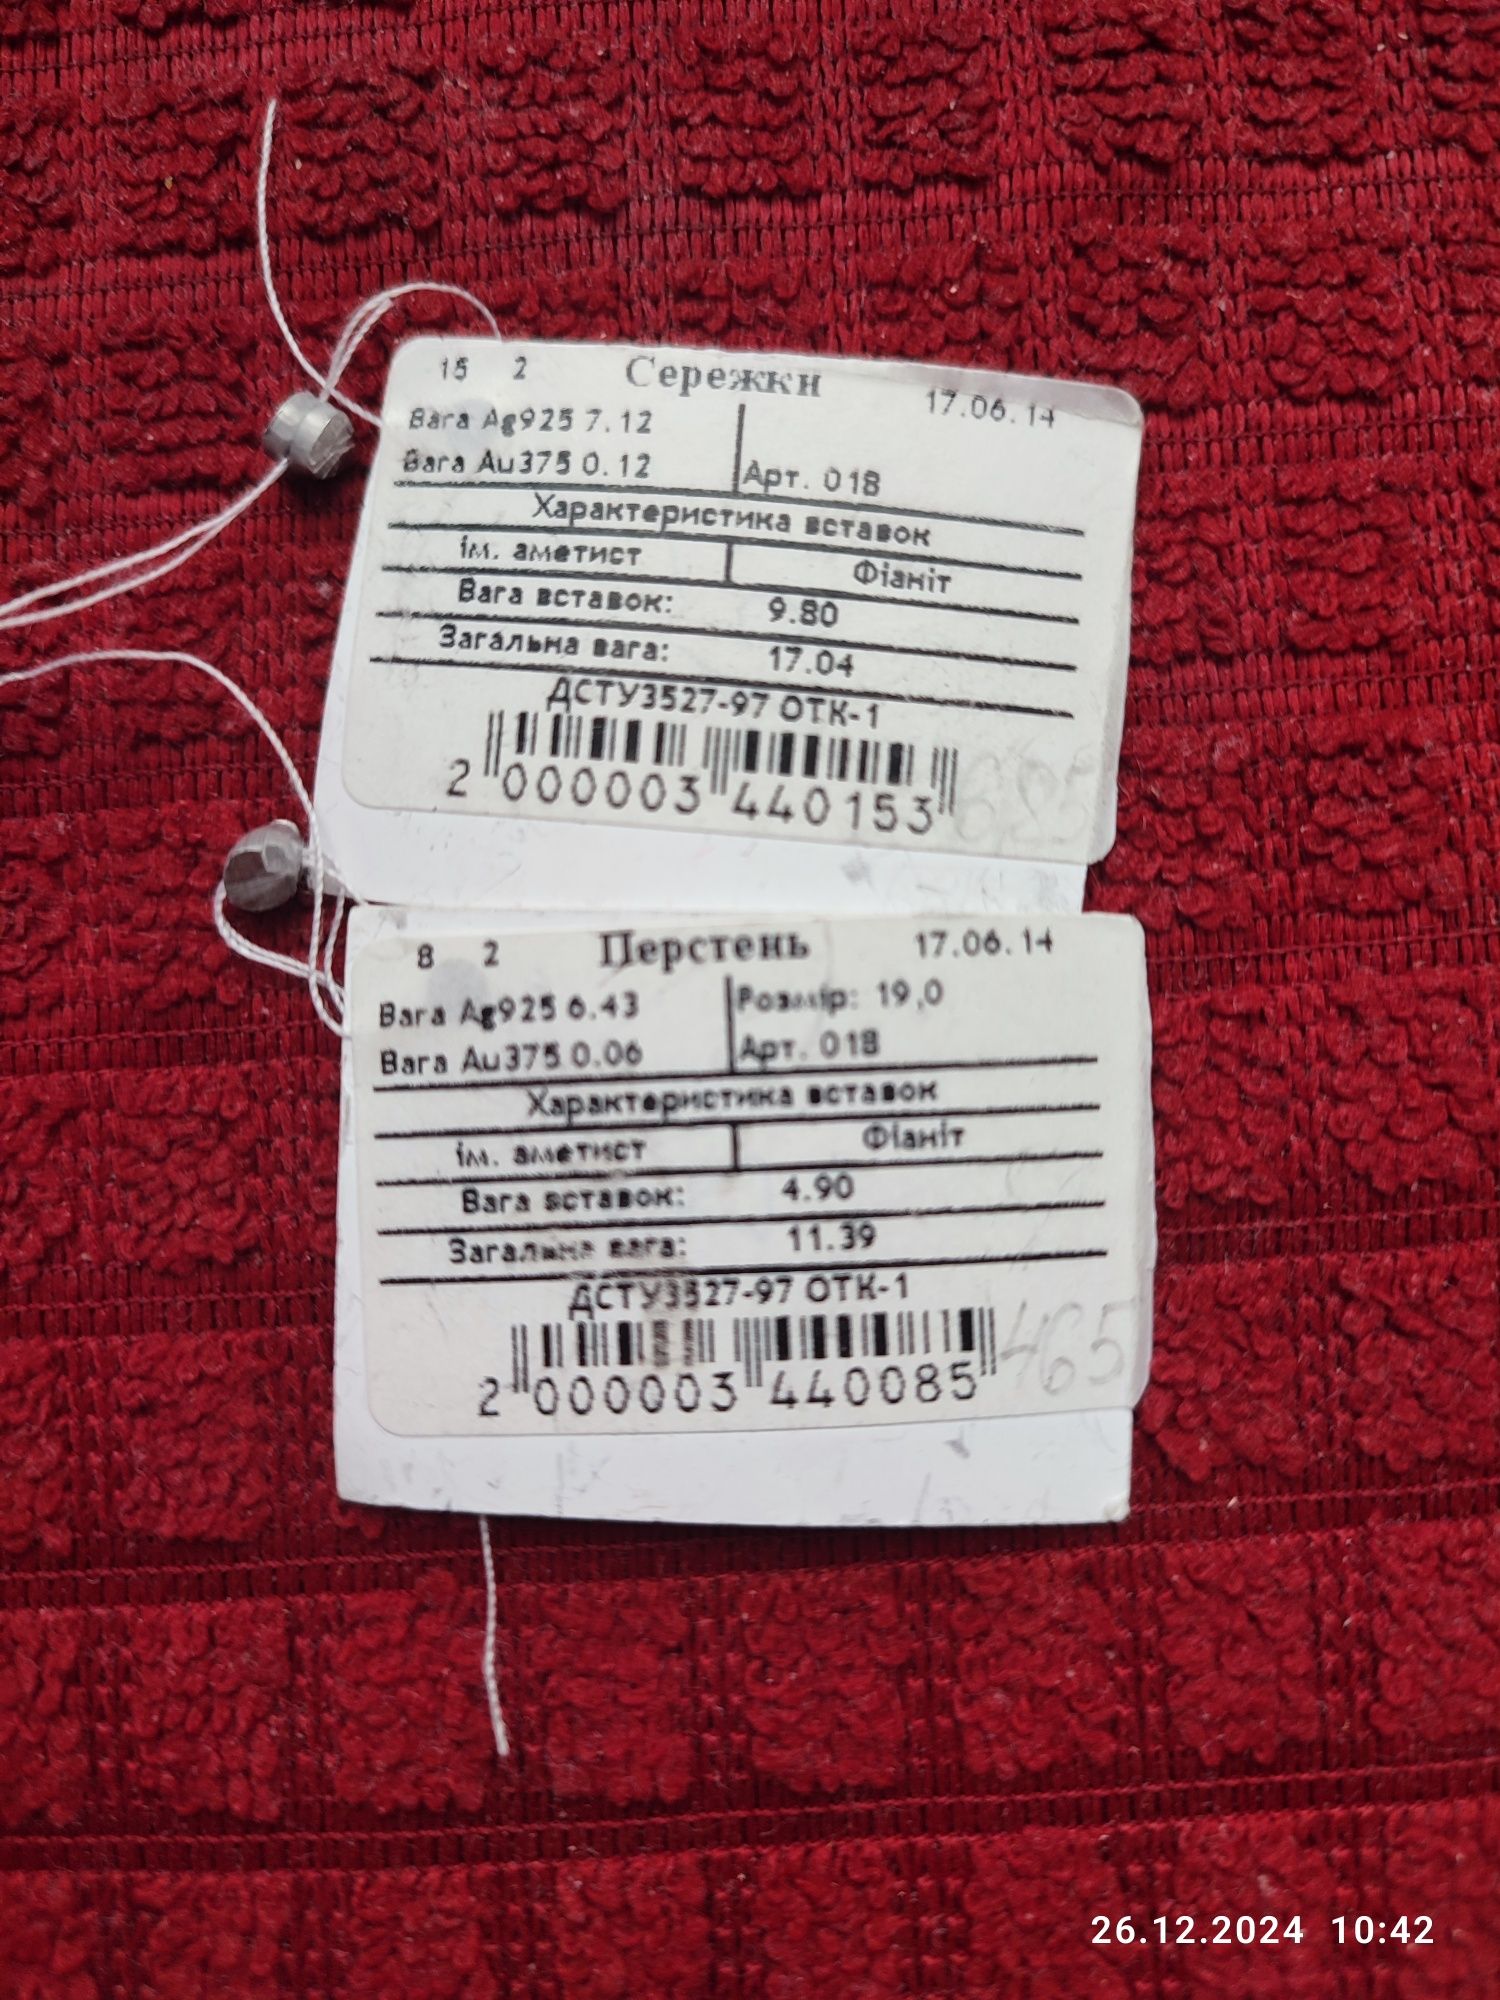 15 2 Сережки 17.06.14
Вага Ag925 7.12
Вага Au375 0.12 Арт. 018
Характеристика вставок
ім. аметист Фіаніт
Вага вставок: 9.80
Загальна вага: 17.04
ДСТУ3527-97 ОТК-1
2 000003 440153
8 2 Перстень 17.06.14
Вага Ag925 6.43 Розмір: 19,0
Вага Au375 0.06 Арт. 018
Характеристика вставок
ім. аметист Фіаніт
Вага вставок: 4.90
Загальна вага: 11.39
ДСТУ3527-97 ОТК-1
465
2 000003 440085
26.12.2024 10:42